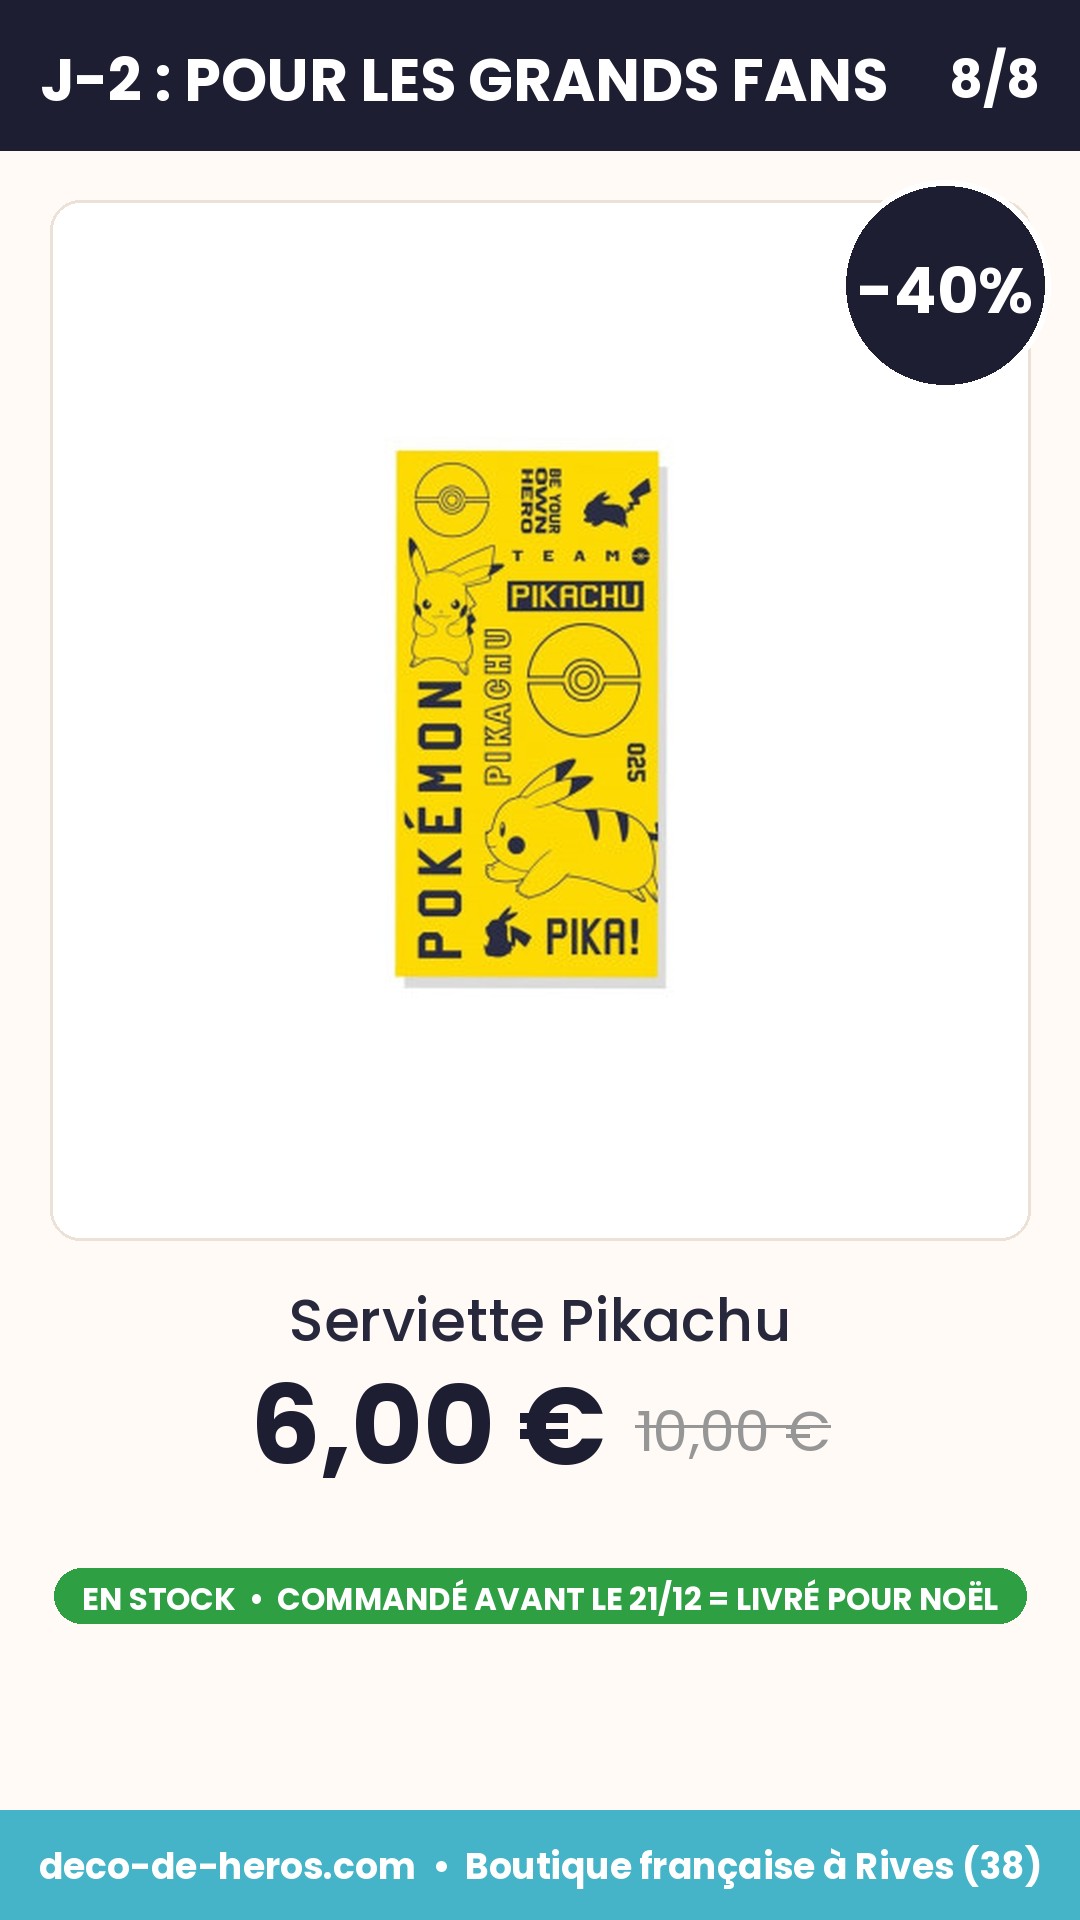 J-2 : POUR LES GRANDS FANS 8/8
-40%
BE YOUR
OWN
HERO
TEAM
PIKACHU
PIKACHU
POKÉMON
025
PIKA!
Serviette Pikachu
6,00 € 10,00 €
EN STOCK • COMMANDÉ AVANT LE 21/12 = LIVRÉ POUR NOËL
deco-de-heros.com • Boutique française à Rives (38)